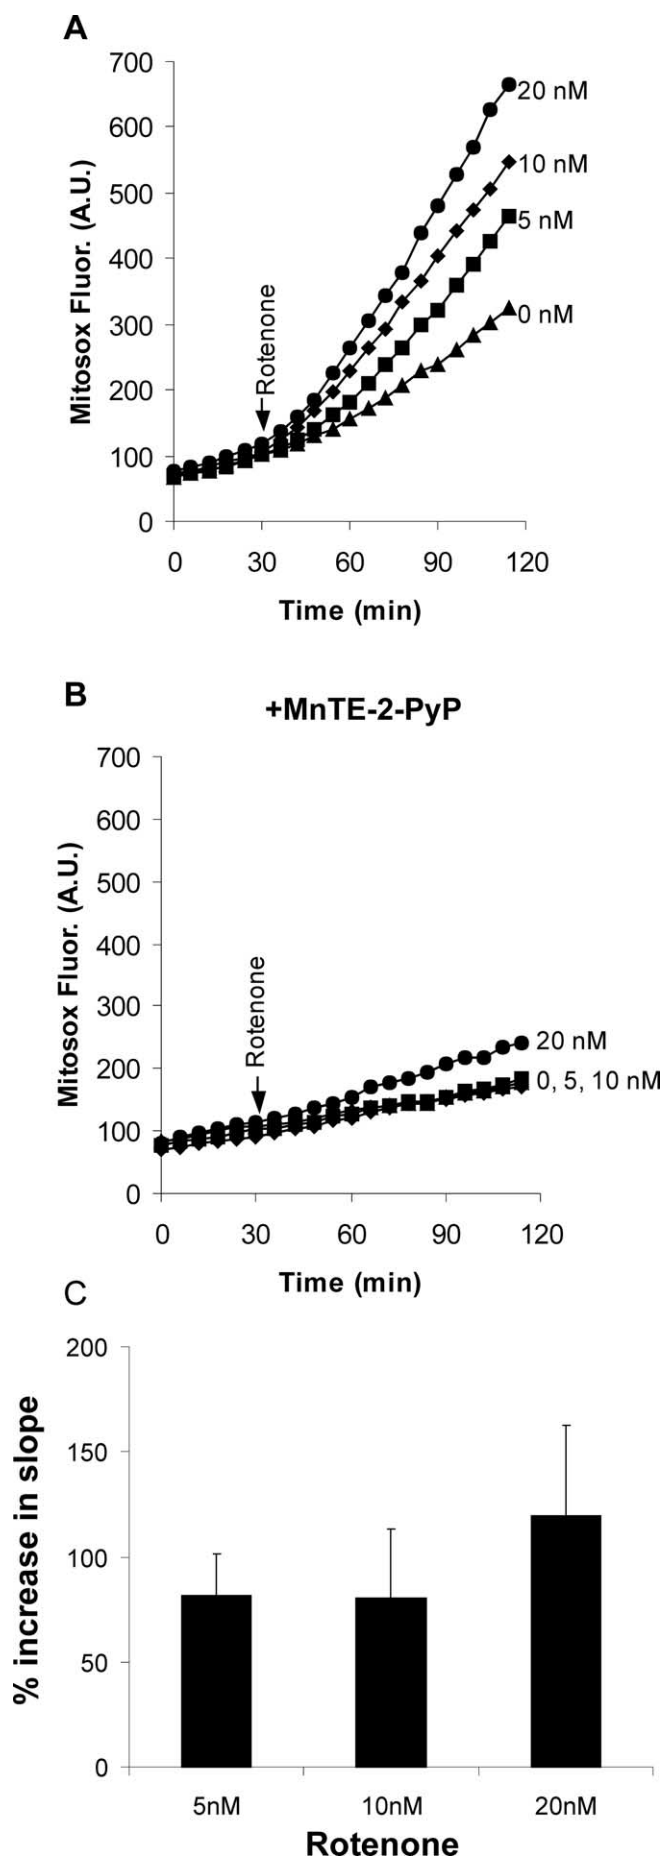 A
700
600
500
400
300
200
100
0
Mitosox Fluor. (A.U.)
Rotenone
20 nM
10 nM
5 nM
0 nM
0 30 60 90 120
Time (min)
B
+MnTE-2-PyP
700
600
500
400
300
200
100
0
Mitosox Fluor. (A.U.)
Rotenone
20 nM
0, 5, 10 nM
0 30 60 90 120
Time (min)
C
200
150
100
50
0
% increase in slope
5nM 10nM 20nM
Rotenone